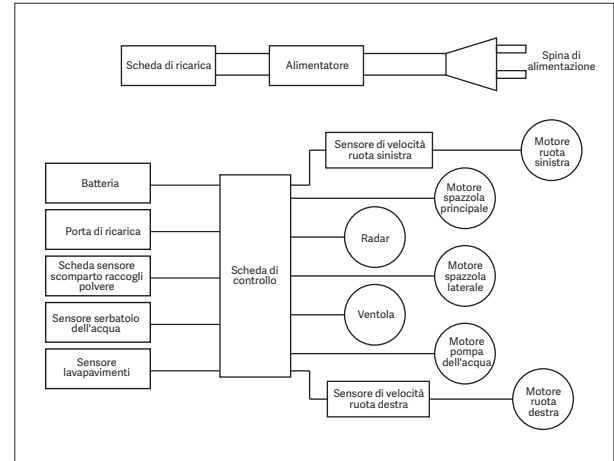 Scheda di ricarica
Alimentatore
Spina di
alimentazione
Sensore di velocità
ruota sinistra
Motore
ruota
sinistra
Batteria
Motore
spazzola
principale
Porta di ricarica
Radar
Scheda sensore
scomparto raccogli
polvere
Scheda di
controllo
Motore
spazzola
laterale
Sensore serbatoio
dell'acqua
Ventola
Sensore
lavapavimenti
Motore
pompa
dell'acqua
Sensore di velocità
ruota destra
Motore
ruota
destra